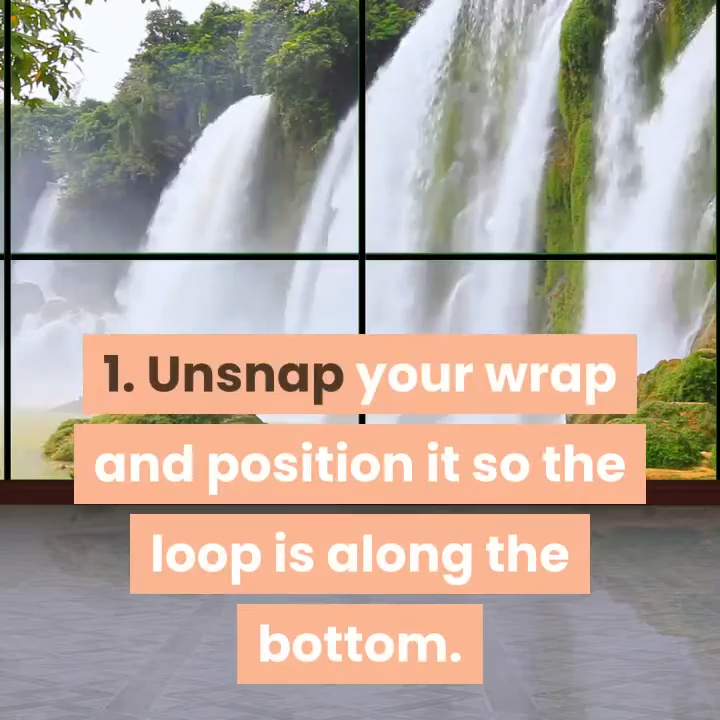 1. Unsnap your wrap
and position it so the
loop is along the
bottom.